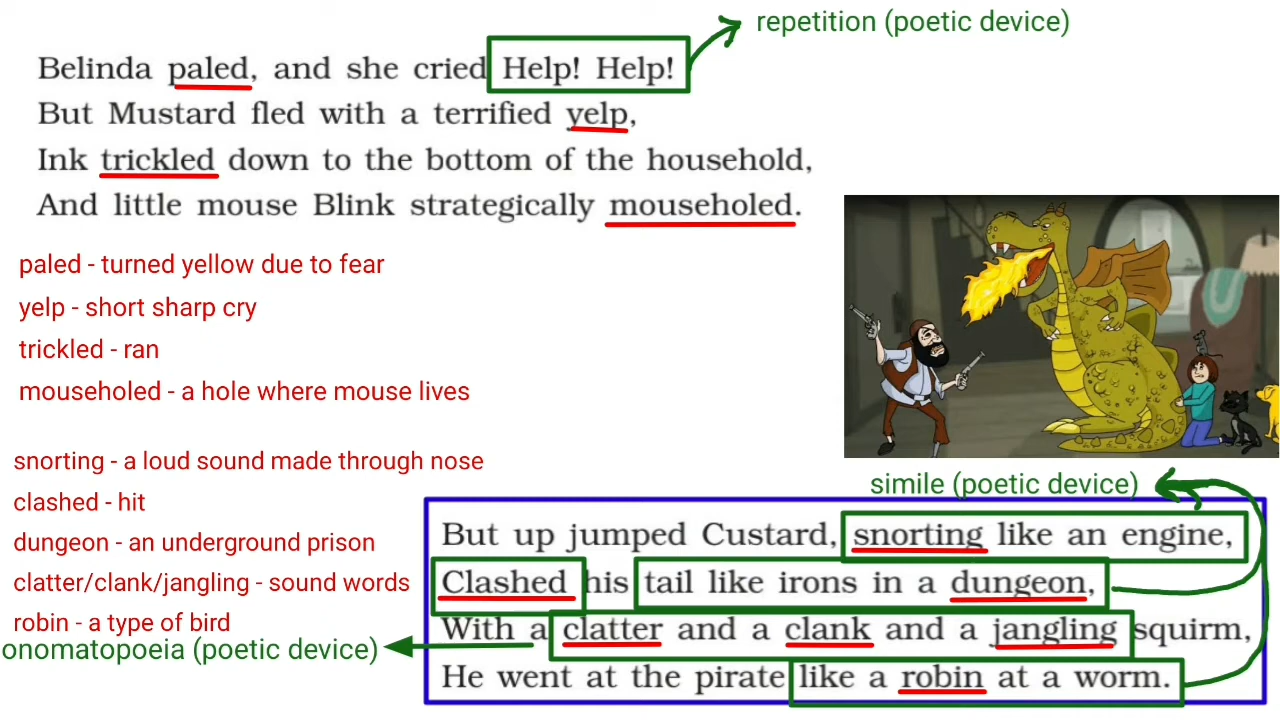 repetition (poetic device)
Belinda paled, and she cried Help! Help!
But Mustard fled with a terrified yelp,
Ink trickled down to the bottom of the household,
And little mouse Blink strategically mouseholed.
paled - turned yellow due to fear
yelp - short sharp cry
trickled - ran
mouseholed - a hole where mouse lives
snorting - a loud sound made through nose
clashed - hit
dungeon - an underground prison
clatter/clank/jangling - sound words
robin - a type of bird
onomatopoeia (poetic device)
simile (poetic device)
But up jumped Custard, snorting like an engine,
Clashed his tail like irons in a dungeon,
With a clatter and a clank and a jangling squirm,
He went at the pirate like a robin at a worm.